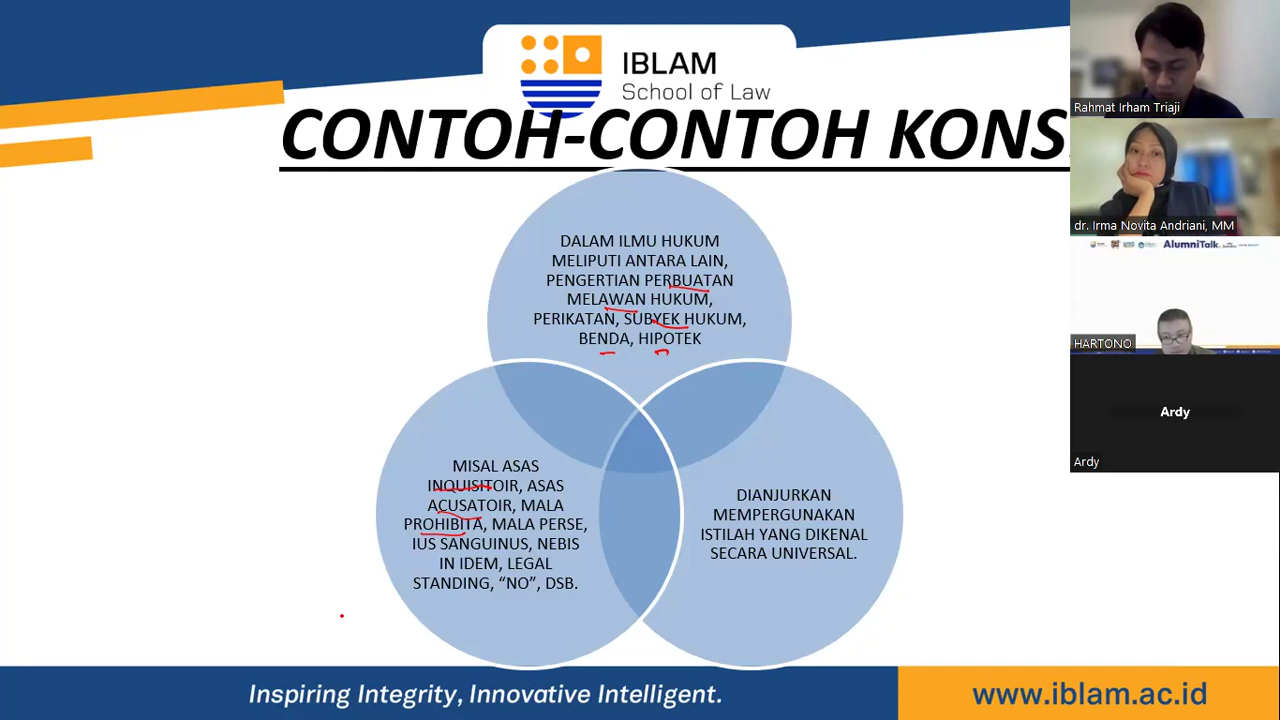 IBLAM
School of Law
CONTOH-CONTOH KONS
DALAM ILMU HUKUM
MELIPUTI ANTARA LAIN,
PENGERTIAN PERBUATAN
MELAWAN HUKUM,
PERIKATAN, SUBYEK HUKUM,
BENDA, HIPOTEK
MISAL ASAS
INQUISITOIR, ASAS
ACUSATOIR, MALA
PROHIBITA, MALA PERSE,
IUS SANGUINUS, NEBIS
IN IDEM, LEGAL
STANDING, “NO”, DSB.
DIANJURKAN
MEMPERGUNAKAN
ISTILAH YANG DIKENAL
SECARA UNIVERSAL.
Inspiring Integrity, Innovative Intelligent.
www.iblam.ac.id
Rahmat Irham Triaji
dr. Irma Novita Andriani, MM
AlumniTalk
HARTONO
Ardy
Ardy